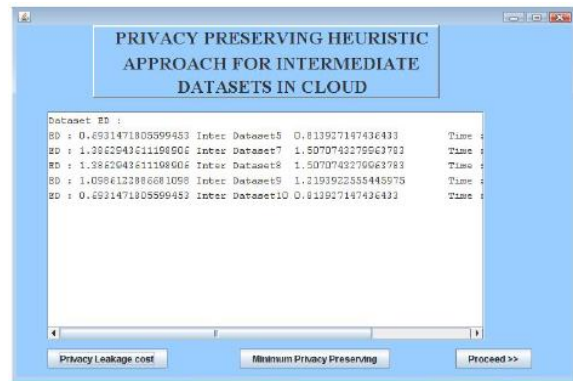 PRIVACY PRESERVING HEURISTIC
APPROACH FOR INTERMEDIATE
DATASETS IN CLOUD
Dataset ED :
ED : 0.6931471805599453 Inter Dataset5 0.813927147436433 Time :
ED : 1.3862943611198906 Inter Dataset7 1.5070743279963783 Time :
ED : 1.3862943611198906 Inter Dataset8 1.5070743279963783 Time :
ED : 1.0986122886681098 Inter Dataset9 1.2193922555445975 Time :
ED : 0.6931471805599453 Inter Dataset10 0.813927147436433 Time :
Privacy Leakage cost
Minimum Privacy Preserving
Proceed >>